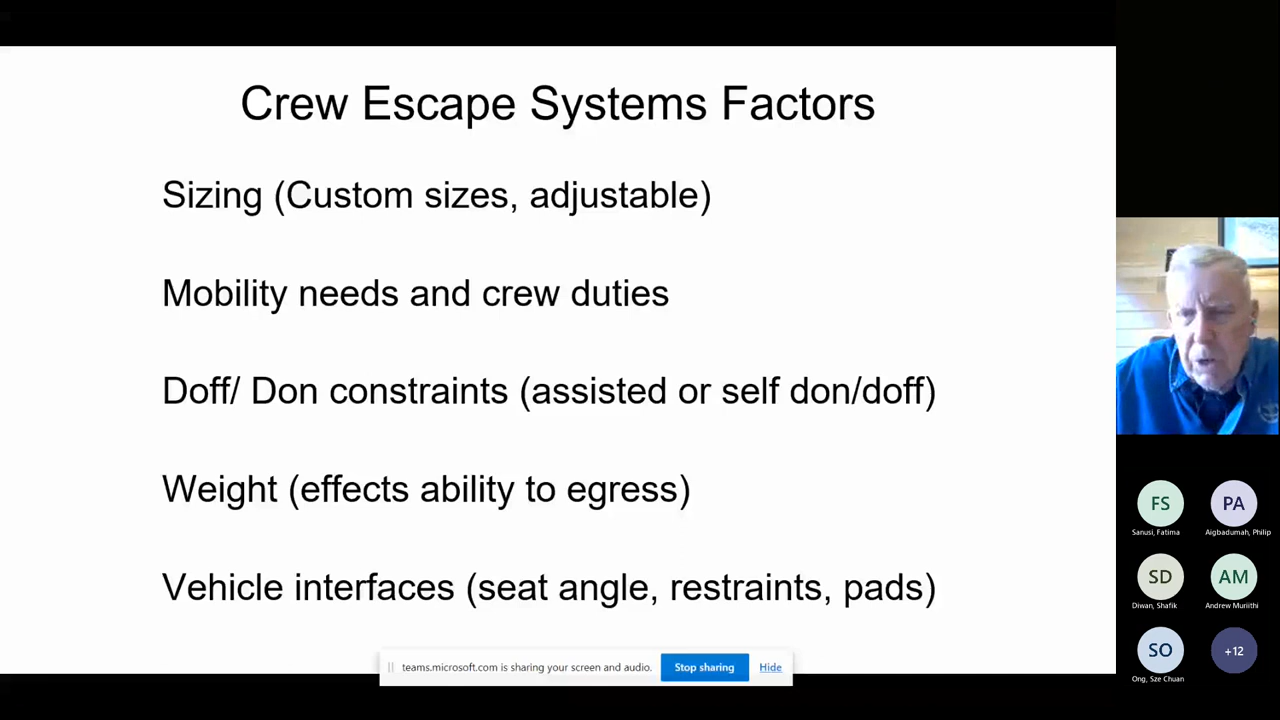 Crew Escape Systems Factors
Sizing (Custom sizes, adjustable)
Mobility needs and crew duties
Doff/ Don constraints (assisted or self don/doff)
Weight (effects ability to egress)
Vehicle interfaces (seat angle, restraints, pads)
teams.microsoft.com is sharing your screen and audio.
Stop sharing
Hide
FS
PA
Sanusi, Fatima
Aigbadumah, Philip
SD
AM
Diwan, Shafik
Andrew Muriithi
SO
+12
Ong, Sze Chuan